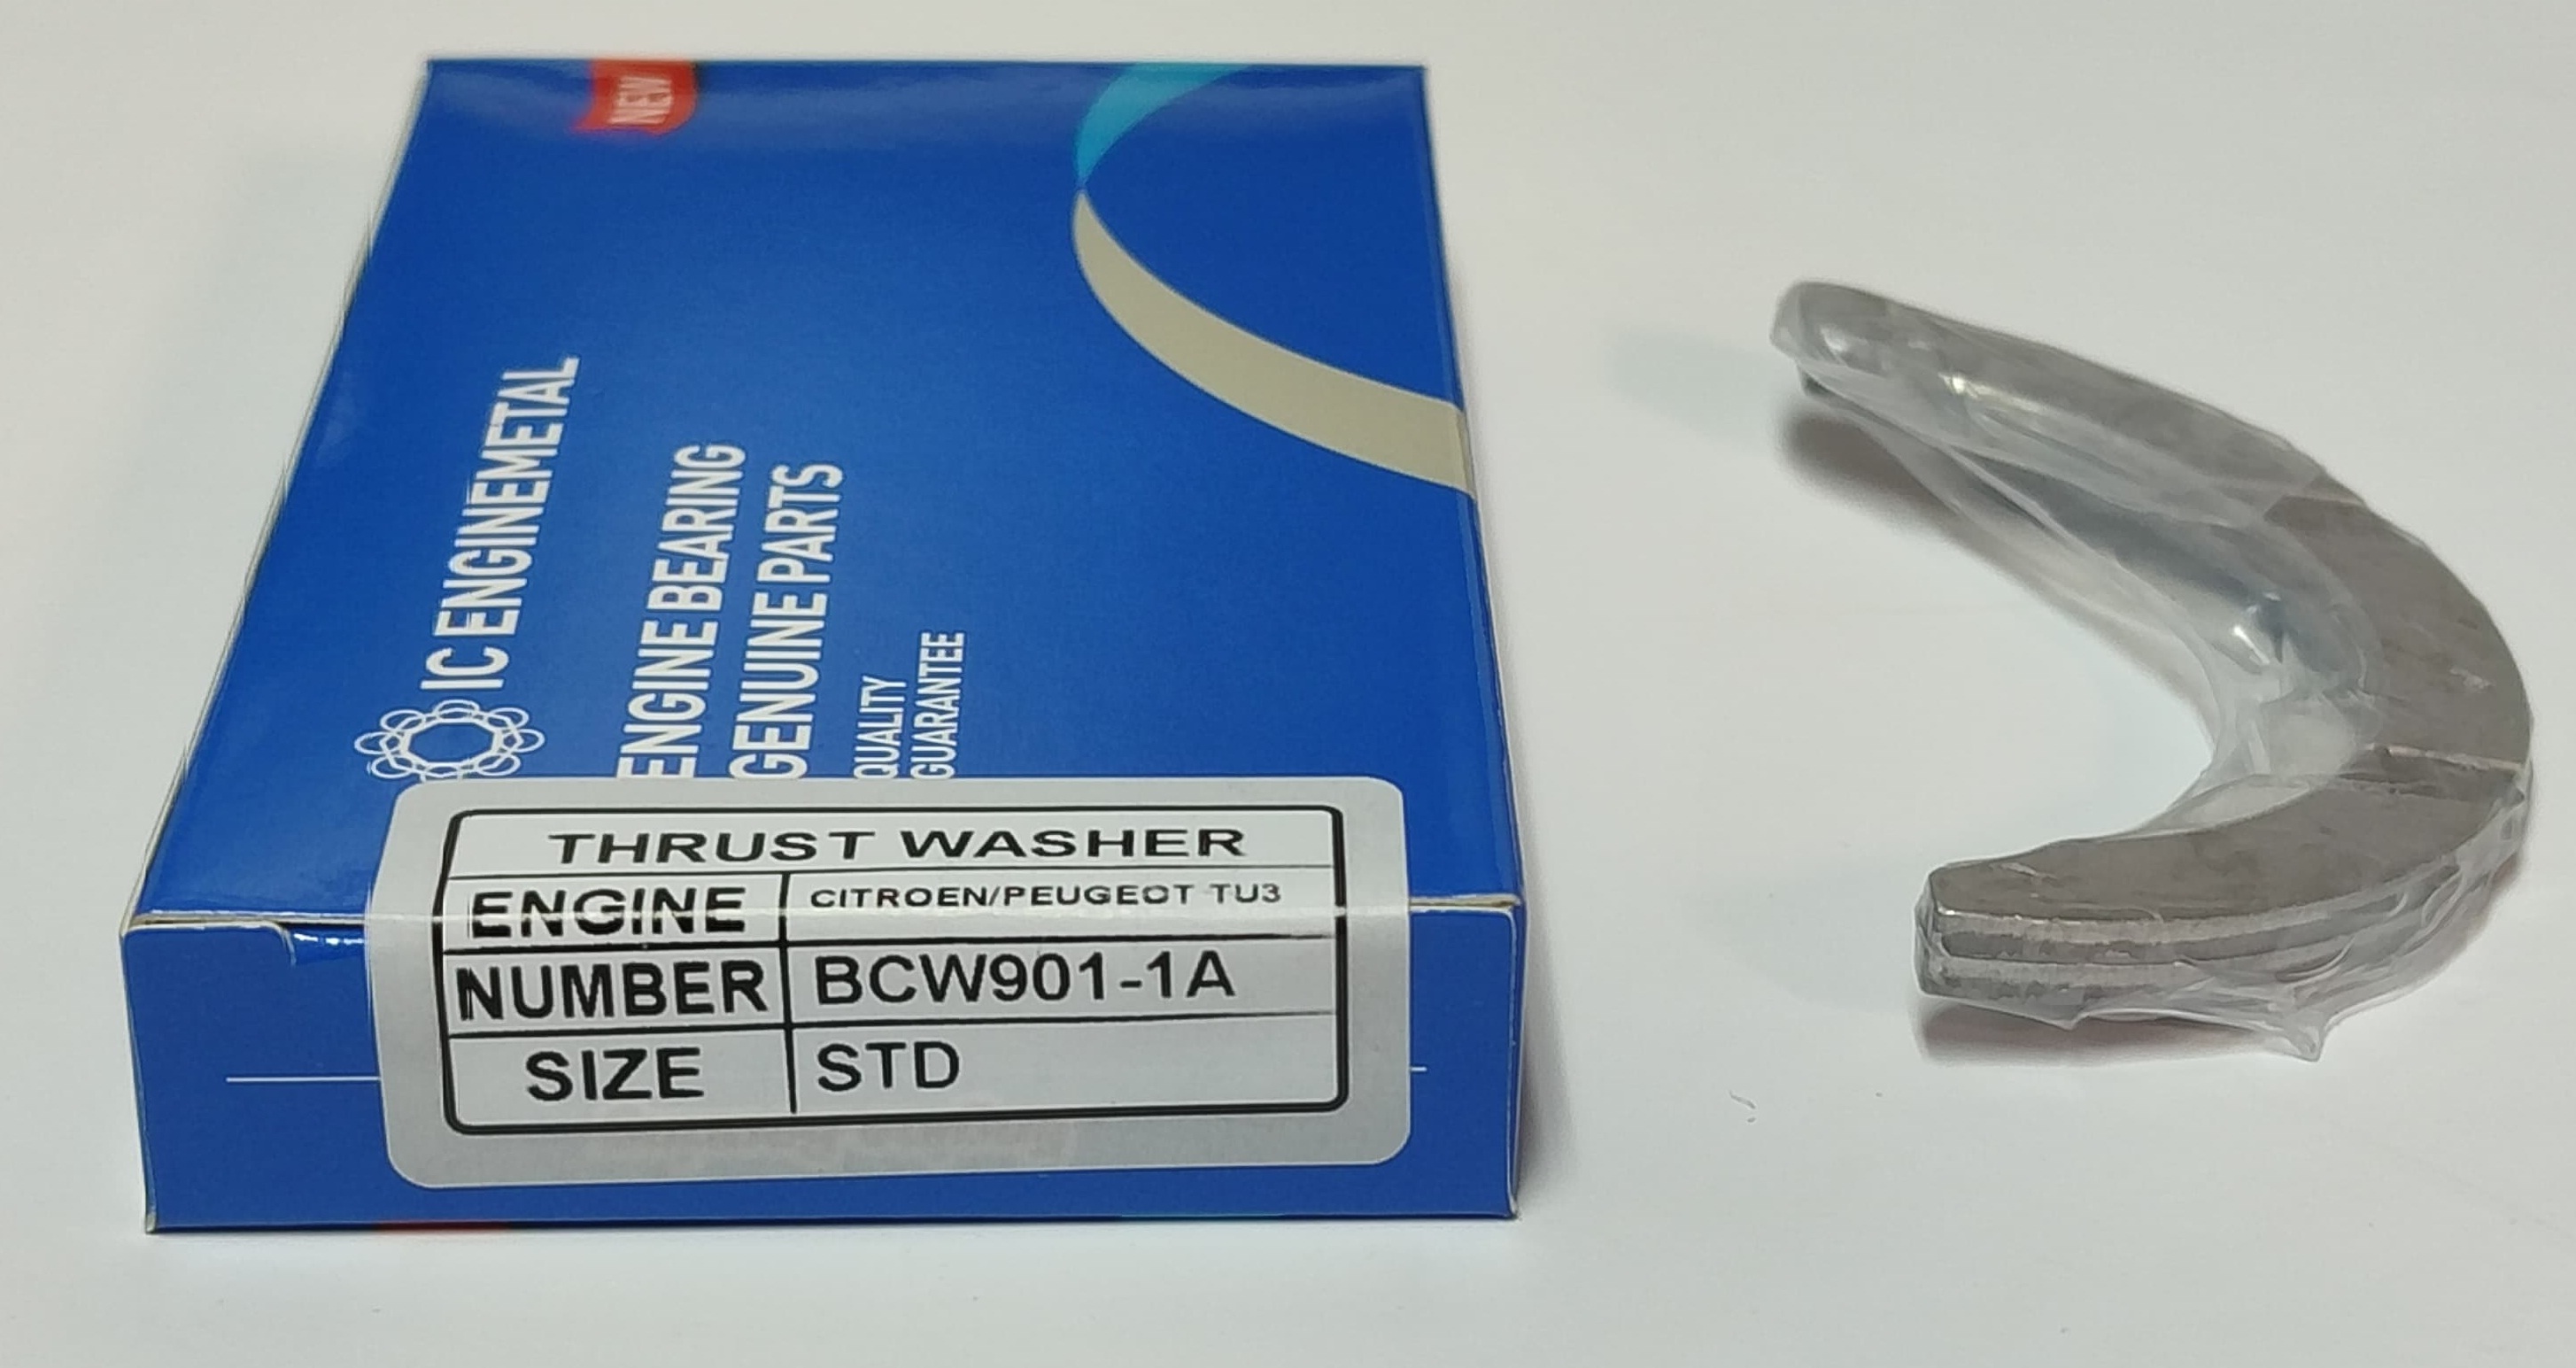 NEW
IC ENGINEMETAL
ENGINE BEARING
GENUINE PARTS
QUALITY
GUARANTEE
THRUST WASHER
ENGINE CITROEN/PEUGEOT TU3
NUMBER BCW901-1A
SIZE STD